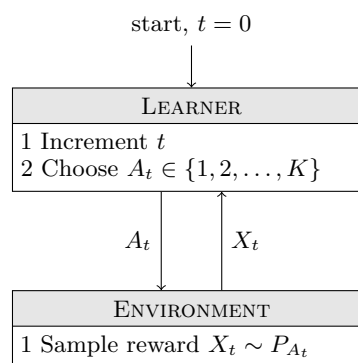 start, t = 0
LEARNER
1 Increment t
2 Choose A_t ∈ {1, 2, . . . , K}
A_t
X_t
ENVIRONMENT
1 Sample reward X_t ∼ P_{A_t}